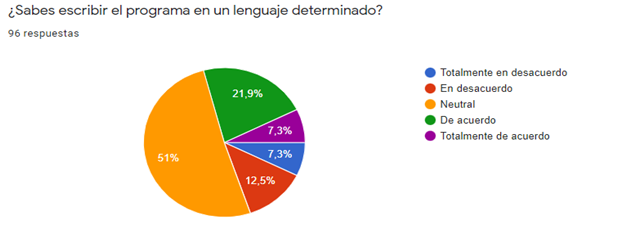 ¿Sabes escribir el programa en un lenguaje determinado?
96 respuestas
Totalmente en desacuerdo
En desacuerdo
Neutral
De acuerdo
Totalmente de acuerdo
21,9%
7,3%
7,3%
51%
12,5%